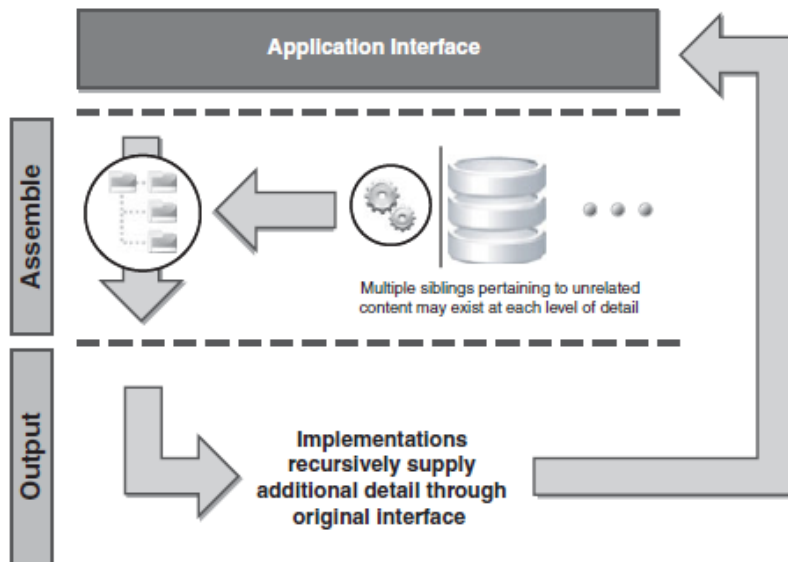 Application Interface
Assemble
Multiple siblings pertaining to unrelated
content may exist at each level of detail
Output
Implementations
recursively supply
additional detail through
original interface